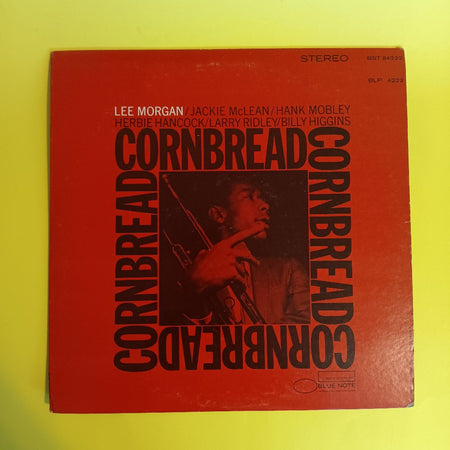 STEREO BST 84222
BLP 4222
LEE MORGAN/JACKIE McLEAN/HANK MOBLEY
HERBIE HANCOCK/LARRY RIDLEY/BILLY HIGGINS
CORNBREAD
CORNBREAD
CORNBREAD
CORNBREAD
BLUE NOTE